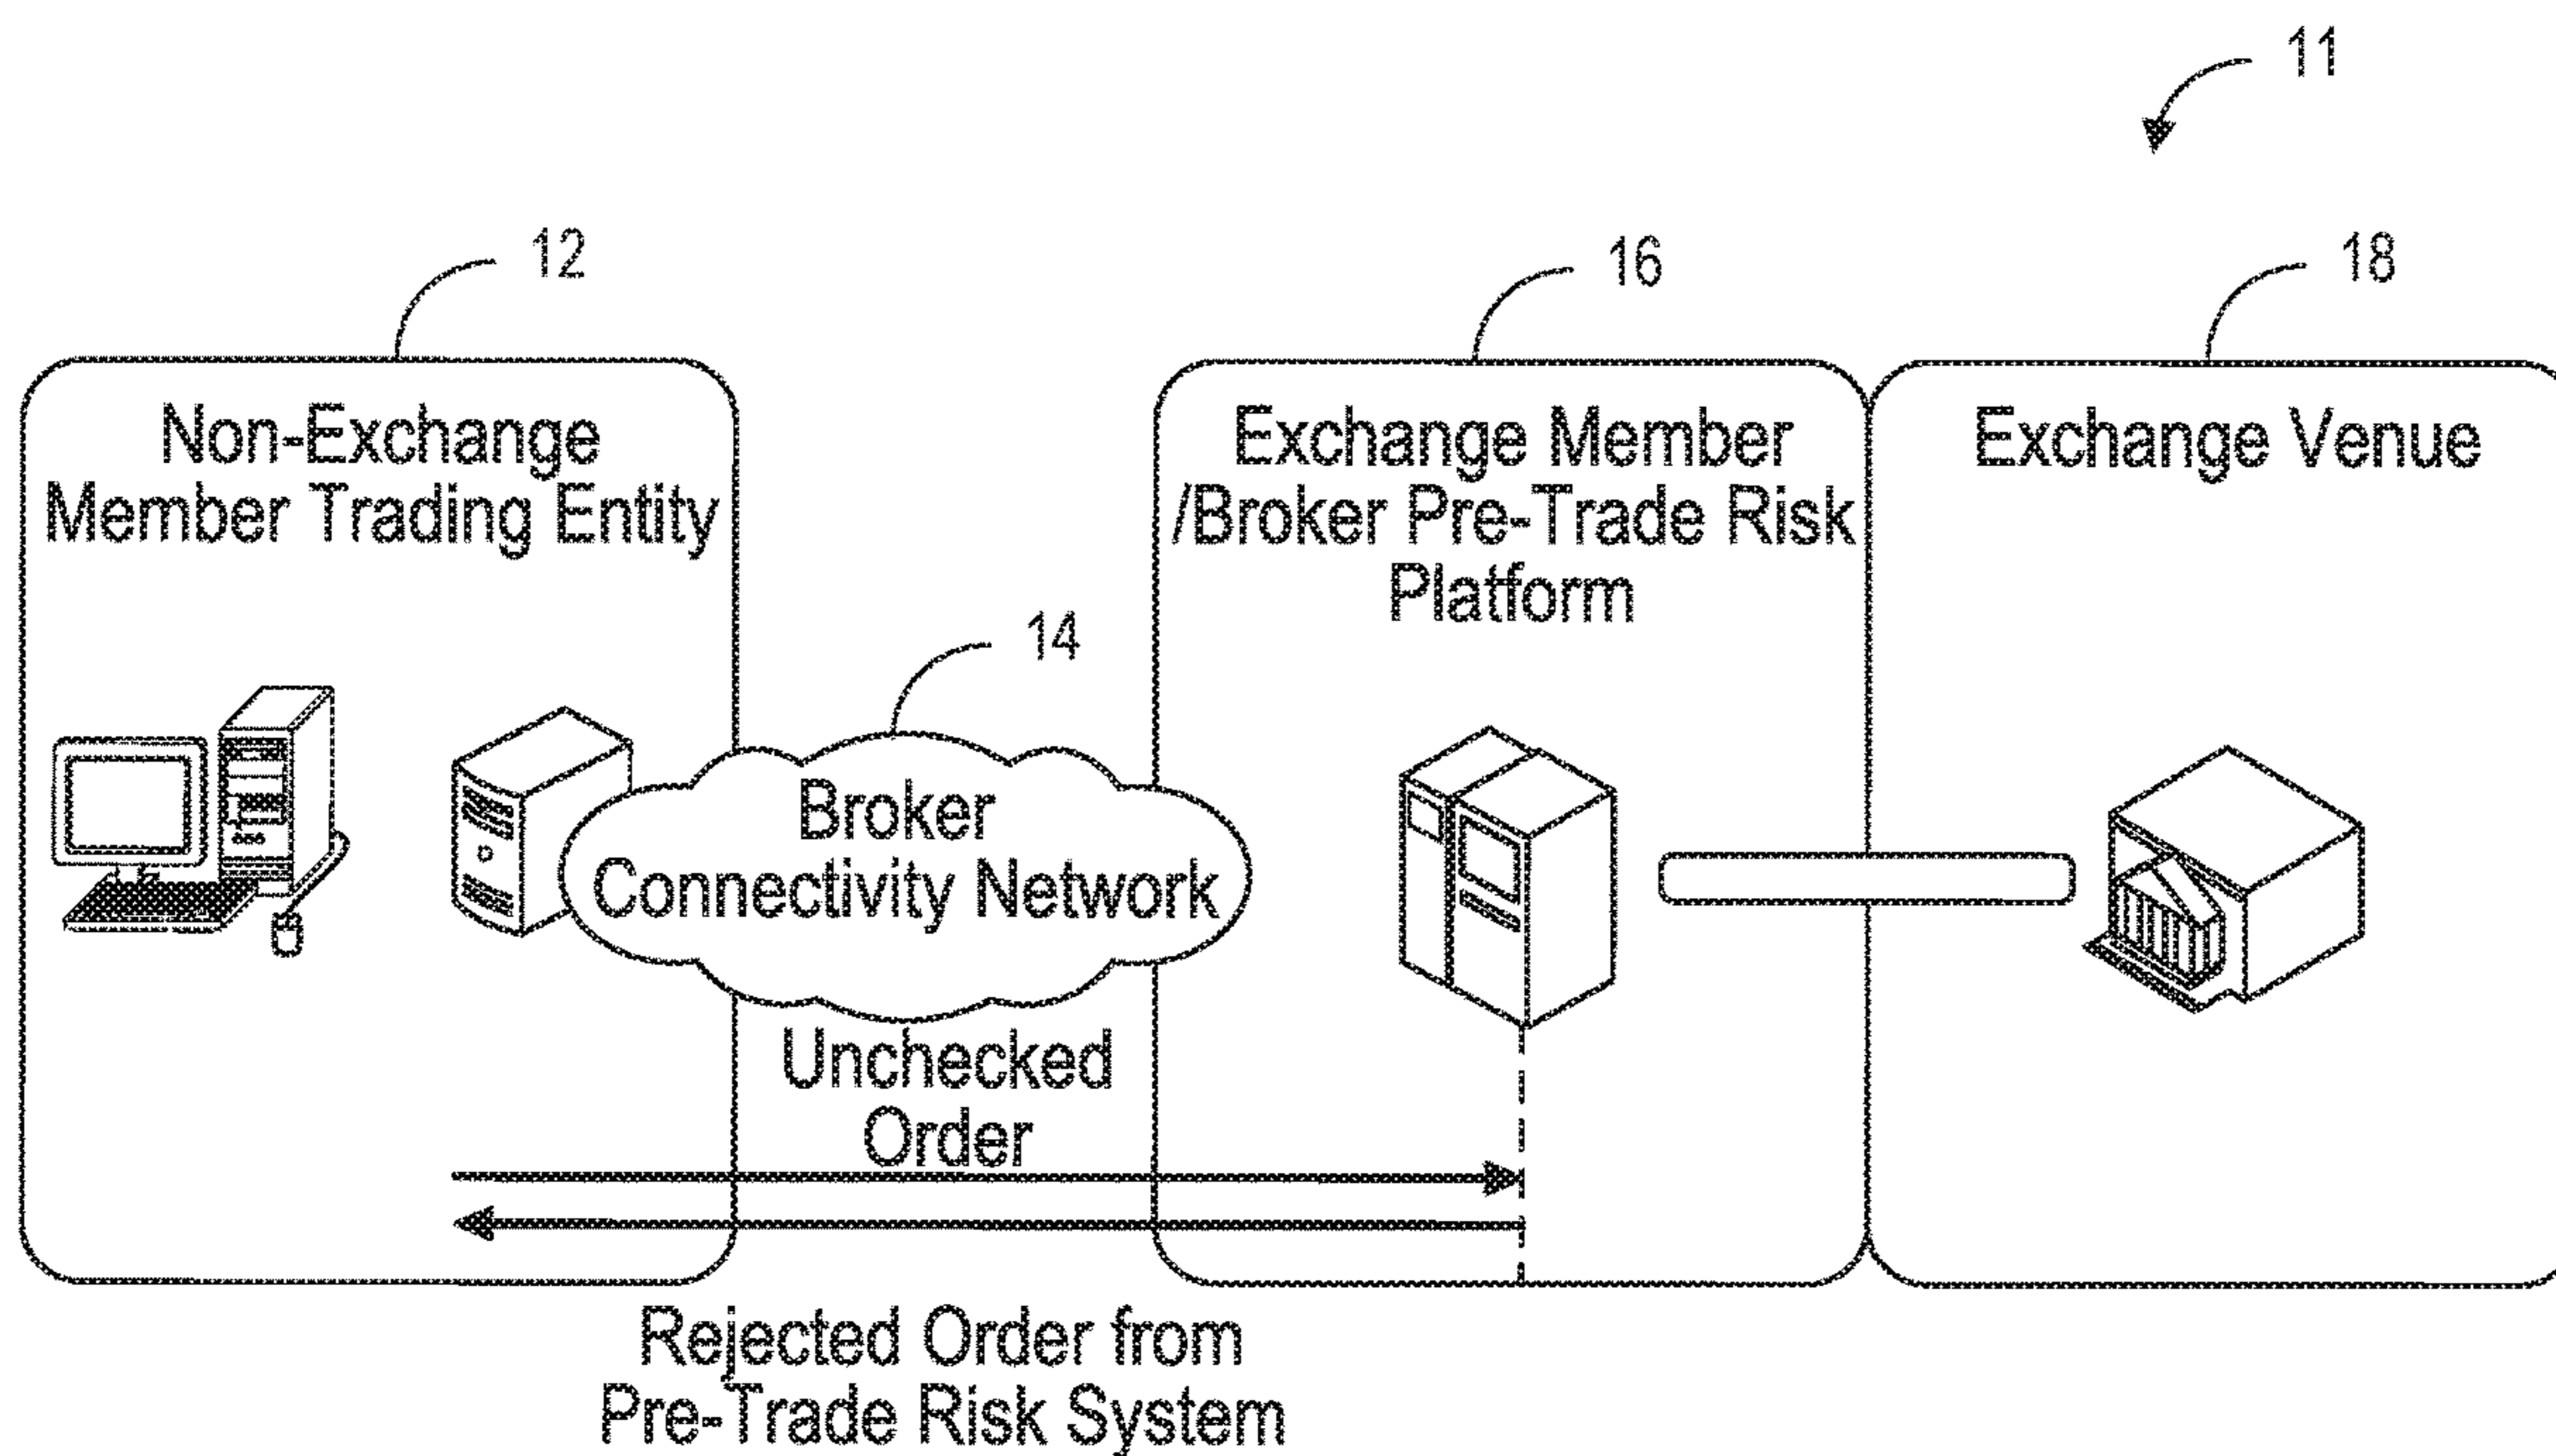 11
12
16
18
Non-Exchange
Member Trading Entity
Exchange Member
/Broker Pre-Trade Risk
Platform
Exchange Venue
14
Broker
Connectivity Network
Unchecked
Order
Rejected Order from
Pre-Trade Risk System